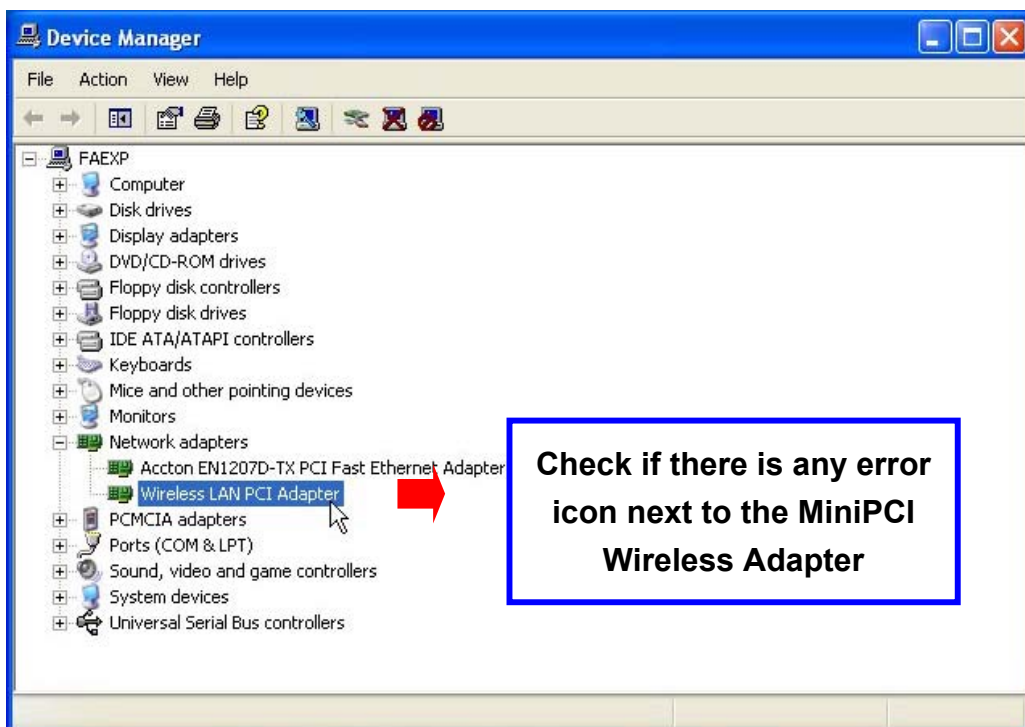 Device Manager
File Action View Help
FAEXP
Computer
Disk drives
Display adapters
DVD/CD-ROM drives
Floppy disk controllers
Floppy disk drives
IDE ATA/ATAPI controllers
Keyboards
Mice and other pointing devices
Monitors
Network adapters
Accton EN1207D-TX PCI Fast Ethernet Adapter
Wireless LAN PCI Adapter
PCMCIA adapters
Ports (COM & LPT)
Sound, video and game controllers
System devices
Universal Serial Bus controllers
Check if there is any error
icon next to the MiniPCI
Wireless Adapter